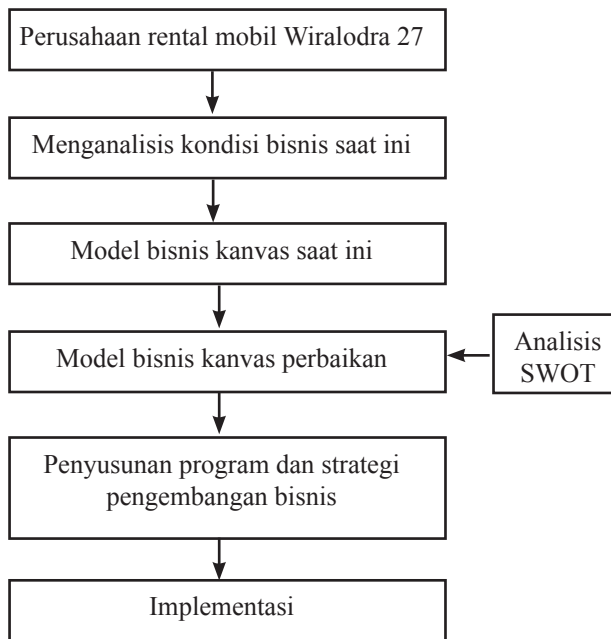 Perusahaan rental mobil Wiralodra 27
Menganalisis kondisi bisnis saat ini
Model bisnis kanvas saat ini
Model bisnis kanvas perbaikan
Analisis
SWOT
Penyusunan program dan strategi
pengembangan bisnis
Implementasi